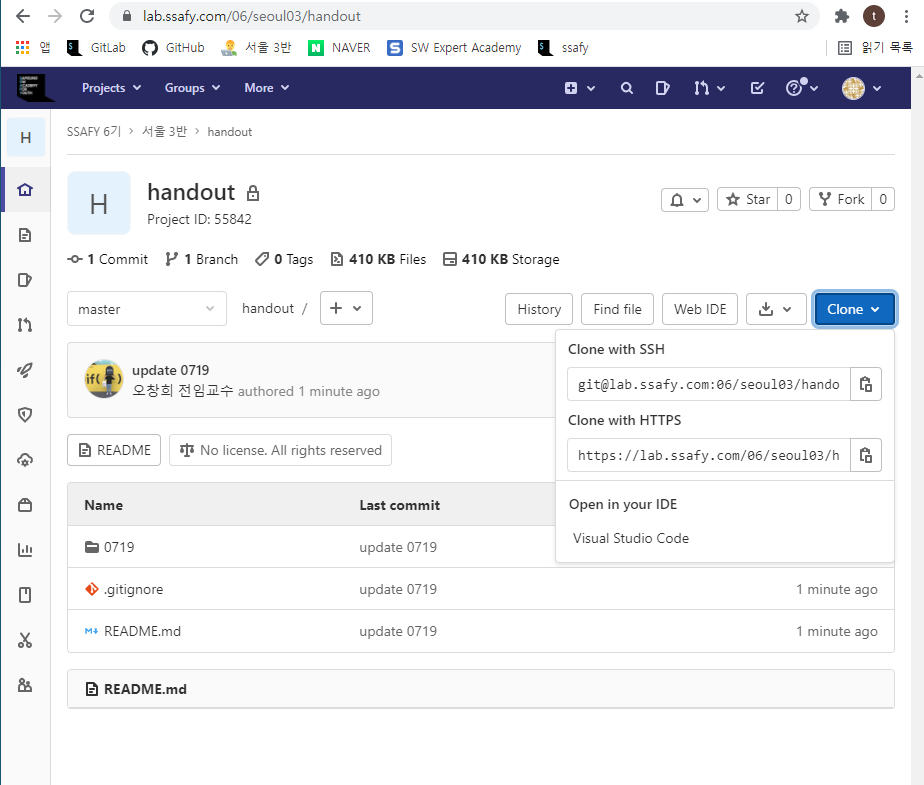 lab.ssafy.com/06/seoul03/handout
t
앱 GitLab GitHub 서울 3반 NAVER SW Expert Academy ssafy 읽기 목록
Projects Groups More
H SSAFY 6기 > 서울 3반 > handout
H
handout
Project ID: 55842
Star 0 Fork 0
1 Commit 1 Branch 0 Tags 410 KB Files 410 KB Storage
master handout / + History Find file Web IDE Clone
Clone with SSH
git@lab.ssafy.com:06/seoul03/hando
Clone with HTTPS
https://lab.ssafy.com/06/seoul03/h
Open in your IDE
Visual Studio Code
if( )
update 0719
오창희 전임교수 authored 1 minute ago
README No license. All rights reserved
Name Last commit
0719 update 0719
.gitignore update 0719 1 minute ago
README.md update 0719 1 minute ago
README.md